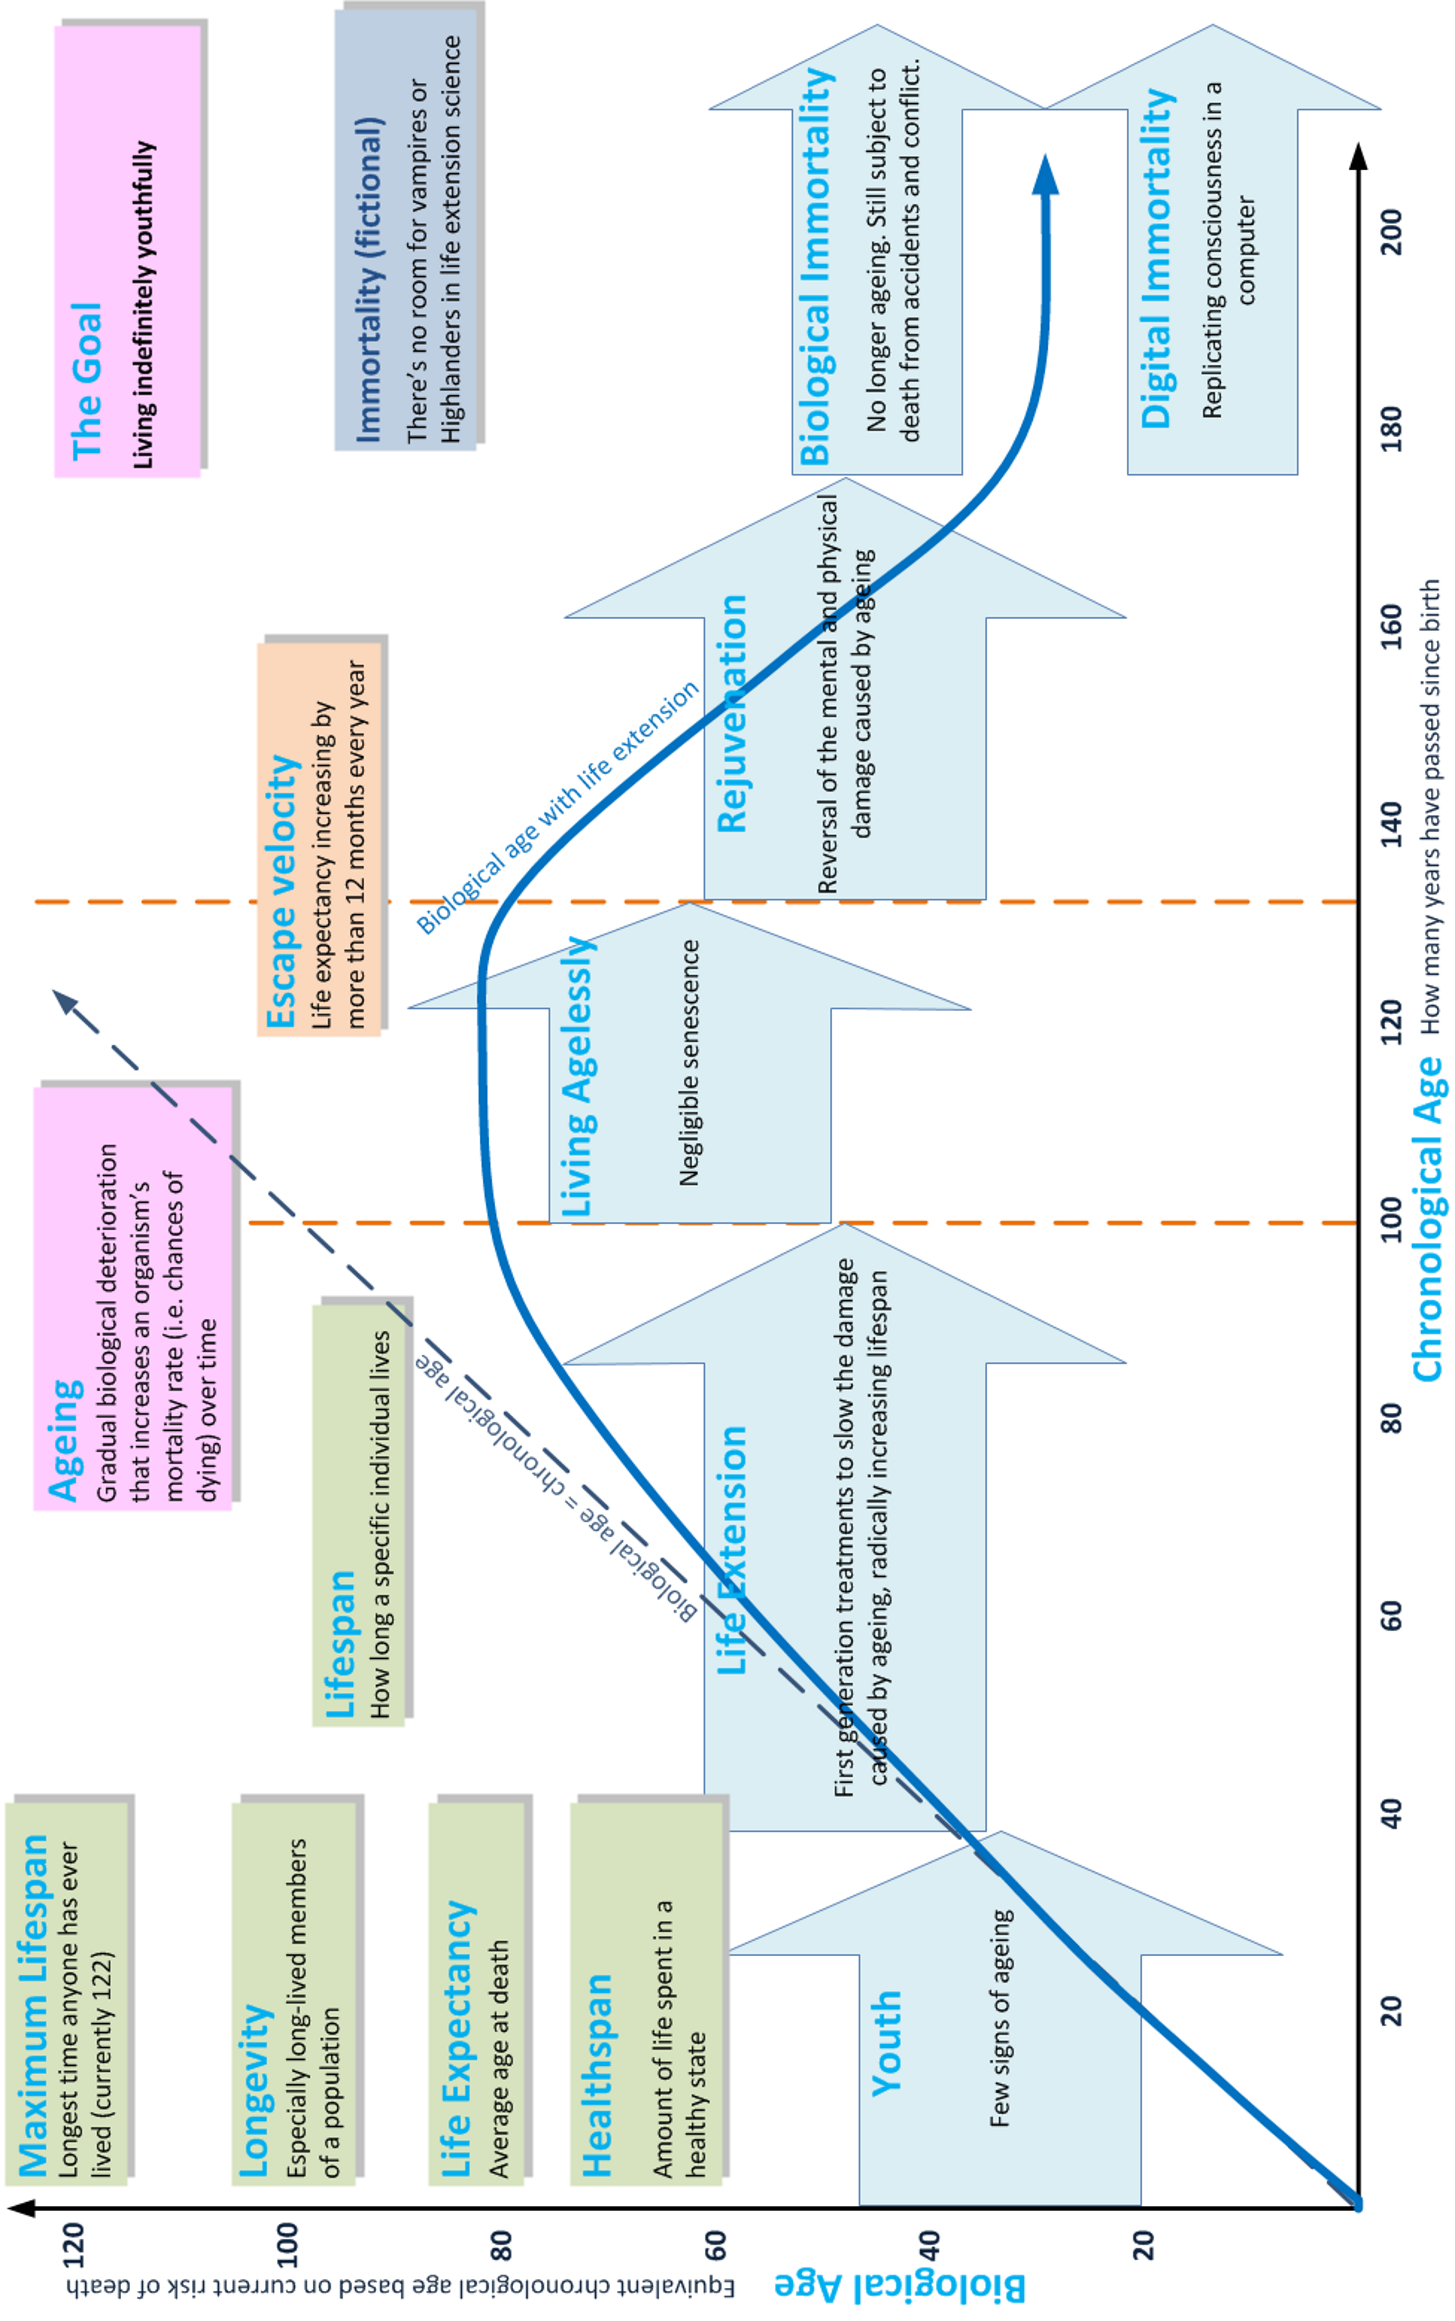 Maximum Lifespan
Longest time anyone has ever
lived (currently 122)
Longevity
Especially long-lived members
of a population
Life Expectancy
Average age at death
Healthspan
Amount of life spent in a
healthy state
Lifespan
How long a specific individual lives
Ageing
Gradual biological deterioration
that increases an organism's
mortality rate (i.e. chances of
dying) over time
Escape velocity
Life expectancy increasing by
more than 12 months every year
The Goal
Living indefinitely youthfully
Immortality (fictional)
There's no room for vampires or
Highlanders in life extension science
Biological age = chronological age
Biological age with life extension
Youth
Few signs of ageing
Life Extension
First generation treatments to slow the damage
caused by ageing, radically increasing lifespan
Living Agelessly
Negligible senescence
Rejuvenation
Reversal of the mental and physical
damage caused by ageing
Biological Immortality
No longer ageing. Still subject to
death from accidents and conflict.
Digital Immortality
Replicating consciousness in a
computer
Biological Age
Equivalent chronological age based on current risk of death
120
100
80
60
40
20
20
40
60
80
100
120
140
160
180
200
Chronological Age How many years have passed since birth